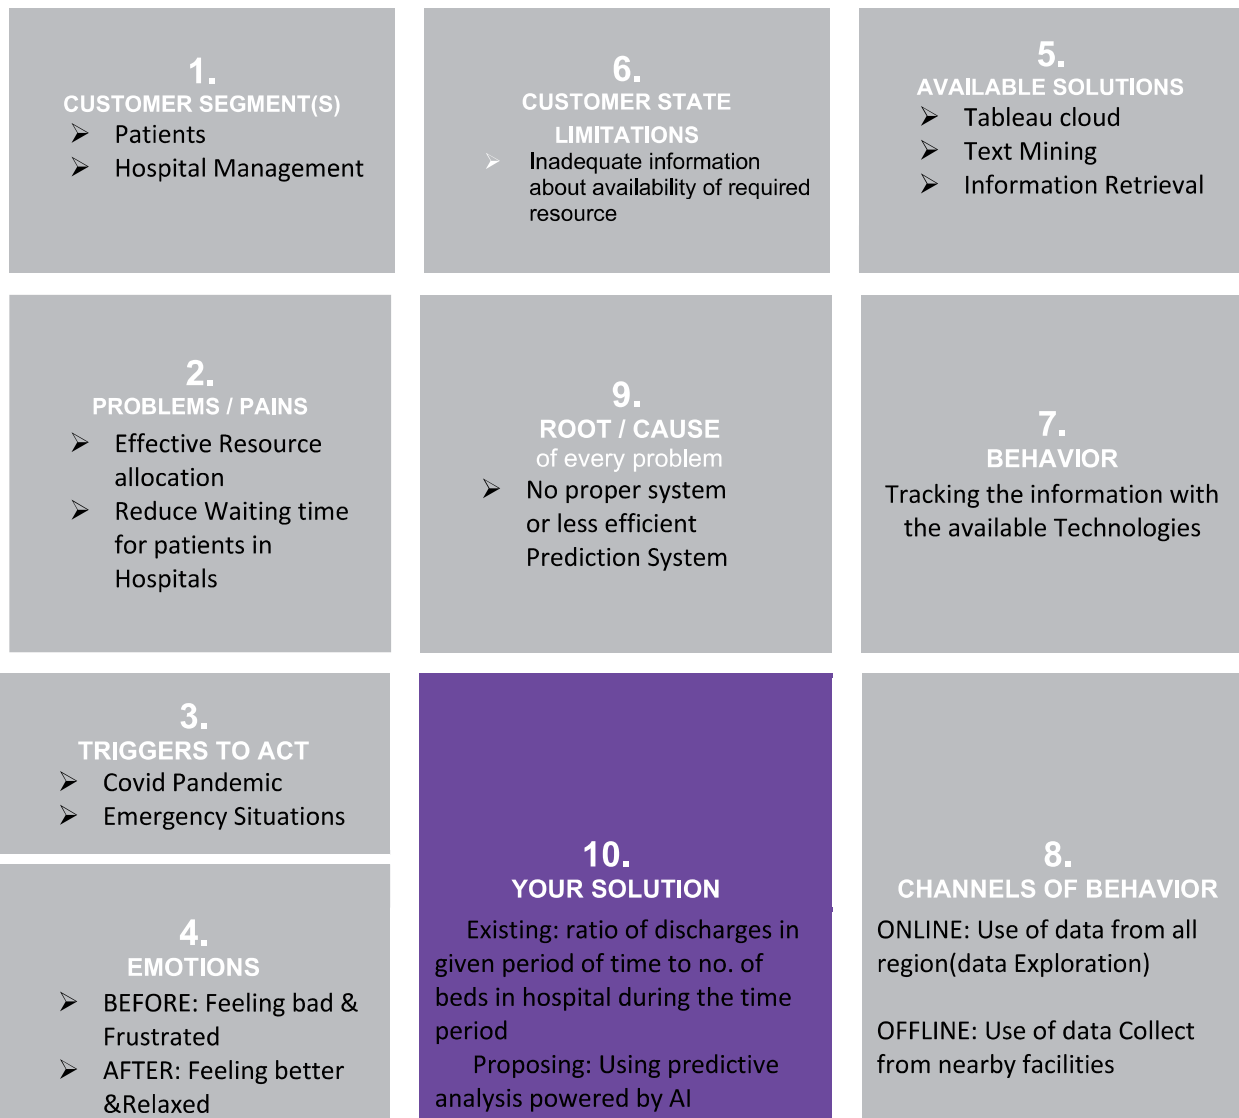 1.
CUSTOMER SEGMENT(S)
➢ Patients
➢ Hospital Management
6.
CUSTOMER STATE
LIMITATIONS
➢ Inadequate information
about availability of required
resource
5.
AVAILABLE SOLUTIONS
➢ Tableau cloud
➢ Text Mining
➢ Information Retrieval
2.
PROBLEMS / PAINS
➢ Effective Resource
allocation
➢ Reduce Waiting time
for patients in
Hospitals
9.
ROOT / CAUSE
of every problem
➢ No proper system
or less efficient
Prediction System
7.
BEHAVIOR
Tracking the information with
the available Technologies
3.
TRIGGERS TO ACT
➢ Covid Pandemic
➢ Emergency Situations
4.
EMOTIONS
➢ BEFORE: Feeling bad &
Frustrated
➢ AFTER: Feeling better
&Relaxed
10.
YOUR SOLUTION
Existing: ratio of discharges in
given period of time to no. of
beds in hospital during the time
period
Proposing: Using predictive
analysis powered by AI
8.
CHANNELS OF BEHAVIOR
ONLINE: Use of data from all
region(data Exploration)
OFFLINE: Use of data Collect
from nearby facilities